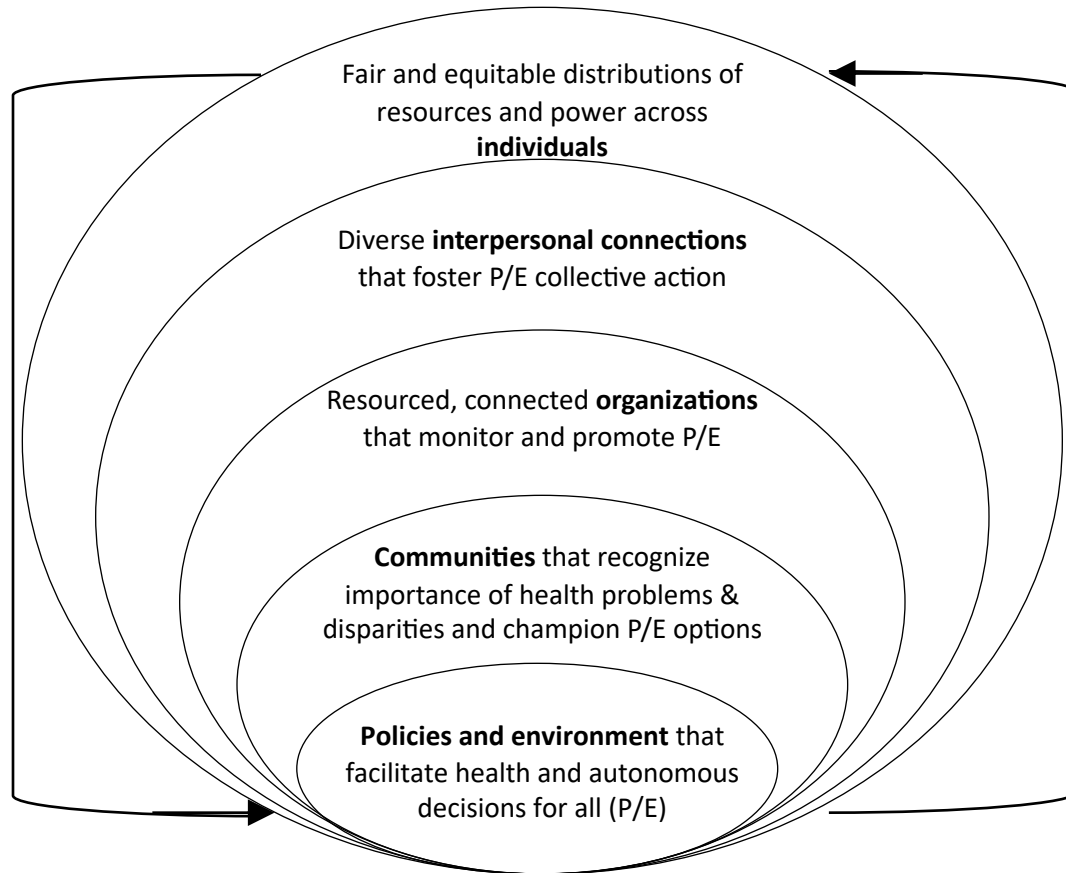 Fair and equitable distributions of
resources and power across
individuals
Diverse interpersonal connections
that foster P/E collective action
Resourced, connected organizations
that monitor and promote P/E
Communities that recognize
importance of health problems &
disparities and champion P/E options
Policies and environment that
facilitate health and autonomous
decisions for all (P/E)